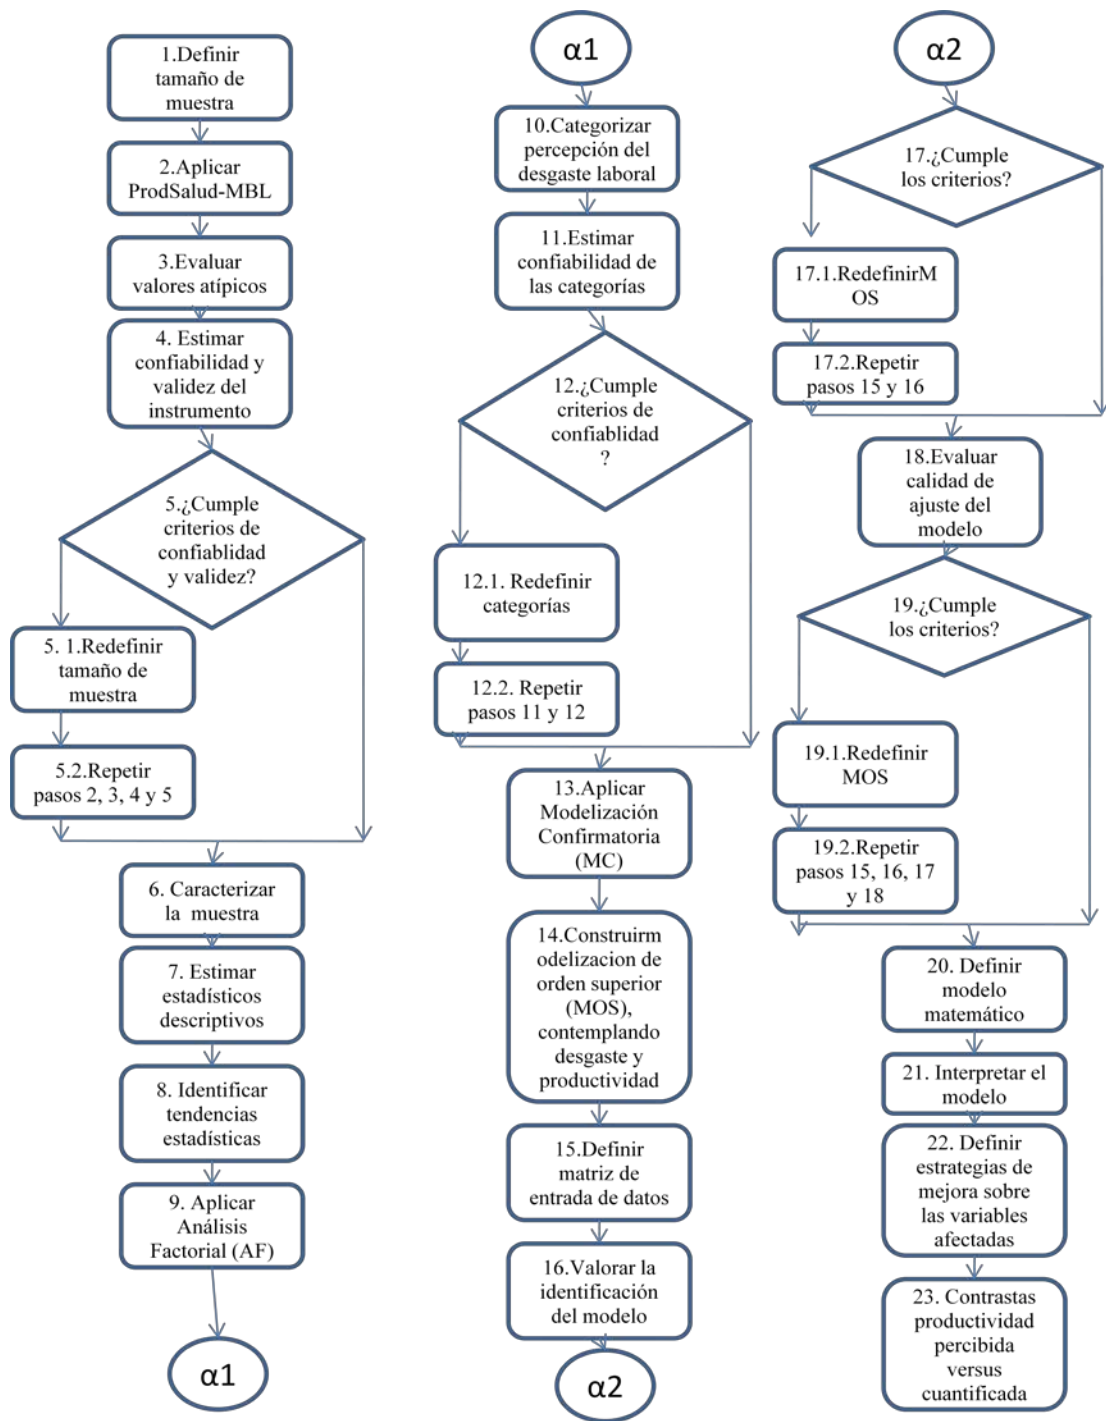 1.Definir
tamaño de
muestra
2.Aplicar
ProdSalud-MBL
3.Evaluar
valores atípicos
4. Estimar
confiabilidad y
validez del
instrumento
5.¿Cumple
criterios de
confiablidad
y validez?
5. 1.Redefinir
tamaño de
muestra
5.2.Repetir
pasos 2, 3, 4 y 5
6. Caracterizar
la muestra
7. Estimar
estadísticos
descriptivos
8. Identificar
tendencias
estadísticas
9. Aplicar
Análisis
Factorial (AF)
α1
α1
10.Categorizar
percepción del
desgaste laboral
11.Estimar
confiabilidad de
las categorías
12.¿Cumple
criterios de
confiablidad
?
12.1. Redefinir
categorías
12.2. Repetir
pasos 11 y 12
13.Aplicar
Modelización
Confirmatoria
(MC)
14.Construirm
odelizacion de
orden superior
(MOS),
contemplando
desgaste y
productividad
15.Definir
matriz de
entrada de datos
16.Valorar la
identificación
del modelo
α2
α2
17.¿Cumple
los criterios?
17.1.RedefinirM
OS
17.2.Repetir
pasos 15 y 16
18.Evaluar
calidad de
ajuste del
modelo
19.¿Cumple
los criterios?
19.1.Redefinir
MOS
19.2.Repetir
pasos 15, 16, 17
y 18
20. Definir
modelo
matemático
21. Interpretar el
modelo
22. Definir
estrategias de
mejora sobre
las variables
afectadas
23. Contrastas
productividad
percibida
versus
cuantificada